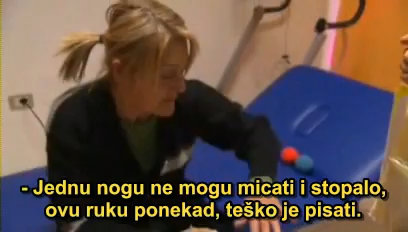 - Jednu nogu ne mogu micati i stopalo,
ovu ruku ponekad, teško je pisati.